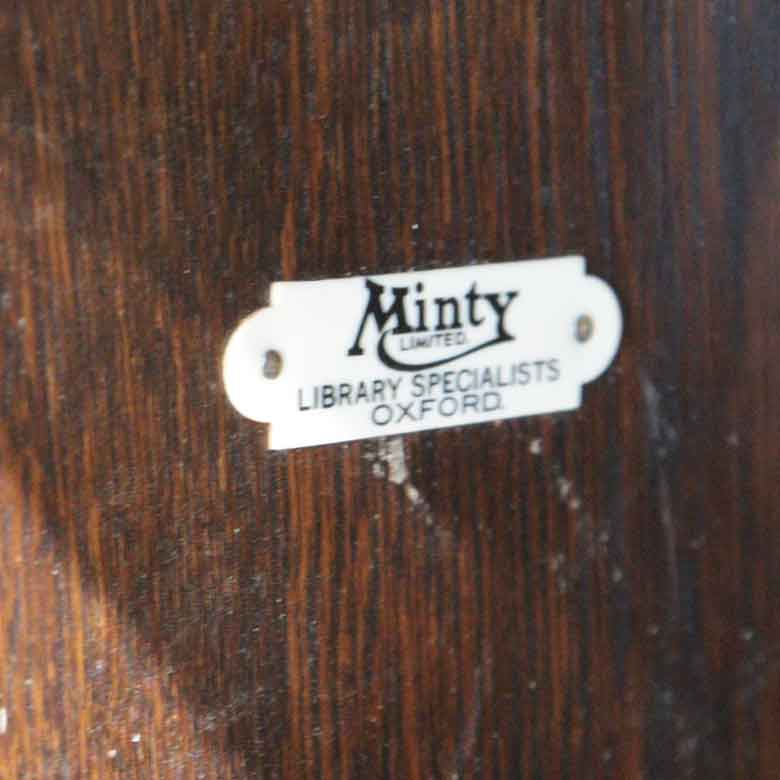 Minty
LIMITED.
LIBRARY SPECIALISTS
OXFORD.